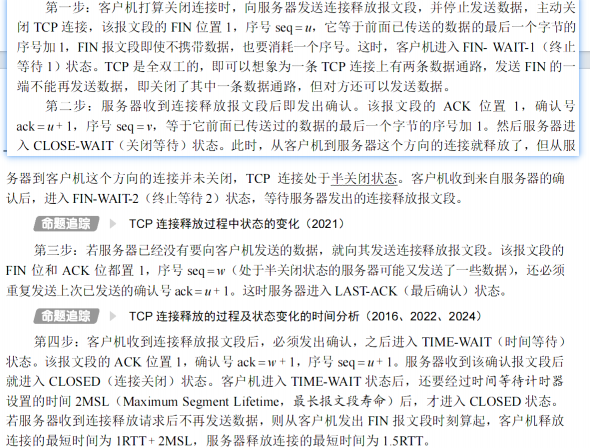 第一步：客户机打算关闭连接时，向服务器发送连接释放报文段，并停止发送数据，主动关
闭 TCP 连接，该报文段的 FIN 位置 1，序号 seq = u，它等于前面已传送的数据的最后一个字节的
序号加 1，FIN 报文段即使不携带数据，也要消耗一个序号。这时，客户机进入 FIN- WAIT-1（终止
等待 1）状态。TCP 是全双工的，即可以想象为一条 TCP 连接上有两条数据通路，发送 FIN 的一
端不能再发送数据，即关闭了其中一条数据通路，但对方还可以发送数据。
第二步：服务器收到连接释放报文段后即发出确认。该报文段的 ACK 位置 1，确认号
ack = u + 1，序号 seq = v，等于它前面已传送过的数据的最后一个字节的序号加 1。然后服务器进
入 CLOSE-WAIT（关闭等待）状态。此时，从客户机到服务器这个方向的连接就释放了，但从服
务器到客户机这个方向的连接并未关闭，TCP 连接处于半关闭状态。客户机收到来自服务器的确
认后，进入 FIN-WAIT-2（终止等待 2）状态，等待服务器发出的连接释放报文段。
命题追踪 TCP 连接释放过程中状态的变化（2021）
第三步：若服务器已经没有要向客户机发送的数据，就向其发送连接释放报文段。该报文段的
FIN 位和 ACK 位都置 1，序号 seq = w（处于半关闭状态的服务器可能又发送了一些数据），还必须
重复发送上次已发送的确认号 ack = u + 1。这时服务器进入 LAST-ACK（最后确认）状态。
命题追踪 TCP 连接释放的过程及状态变化的时间分析（2016、2022、2024）
第四步：客户机收到连接释放报文段后，必须发出确认，之后进入 TIME-WAIT（时间等待）
状态。该报文段的 ACK 位置 1，确认号 ack = w + 1，序号 seq = u + 1。服务器收到该确认报文段后
就进入 CLOSED（连接关闭）状态。客户机进入 TIME-WAIT 状态后，还要经过时间等待计时器
设置的时间 2MSL（Maximum Segment Lifetime，最长报文段寿命）后，才进入 CLOSED 状态。
若服务器收到连接释放请求后不再发送数据，则从客户机发出 FIN 报文段时刻算起，客户机释放
连接的最短时间为 1RTT + 2MSL，服务器释放连接的最短时间为 1.5RTT。